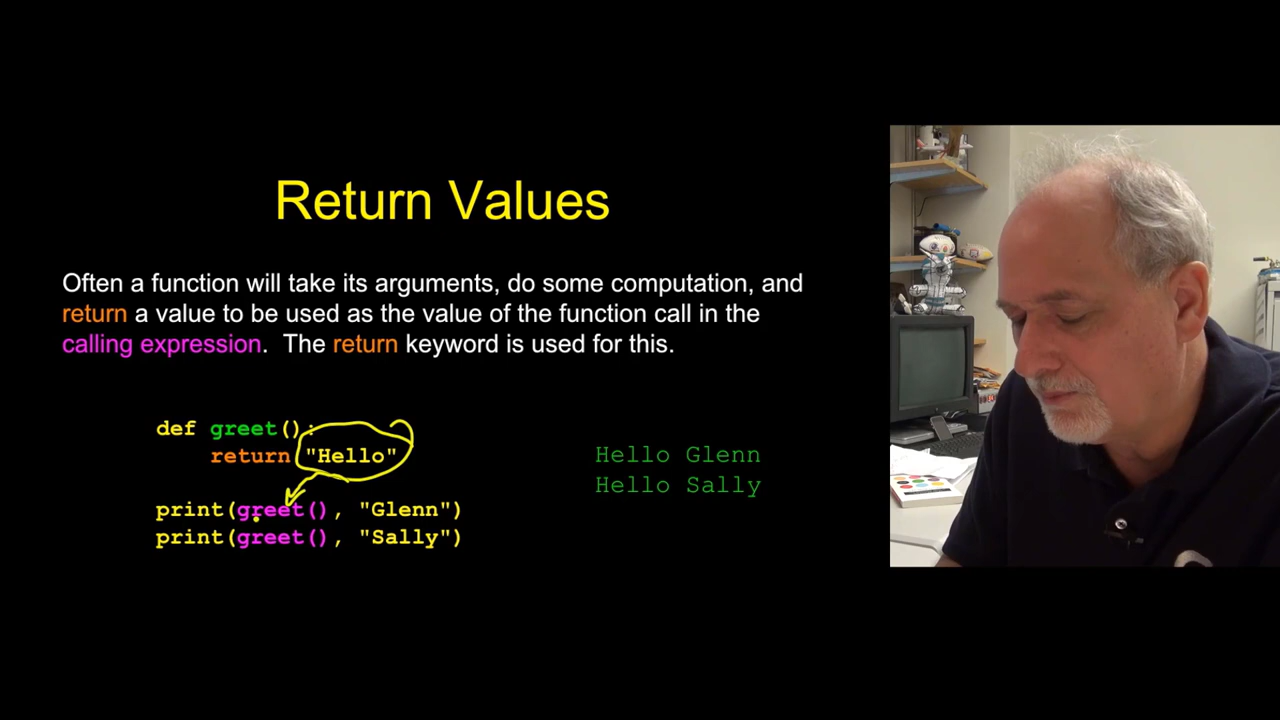 Return Values
Often a function will take its arguments, do some computation, and
return a value to be used as the value of the function call in the
calling expression.  The return keyword is used for this.
def greet():
    return "Hello"
print(greet(), "Glenn")
print(greet(), "Sally")
Hello Glenn
Hello Sally